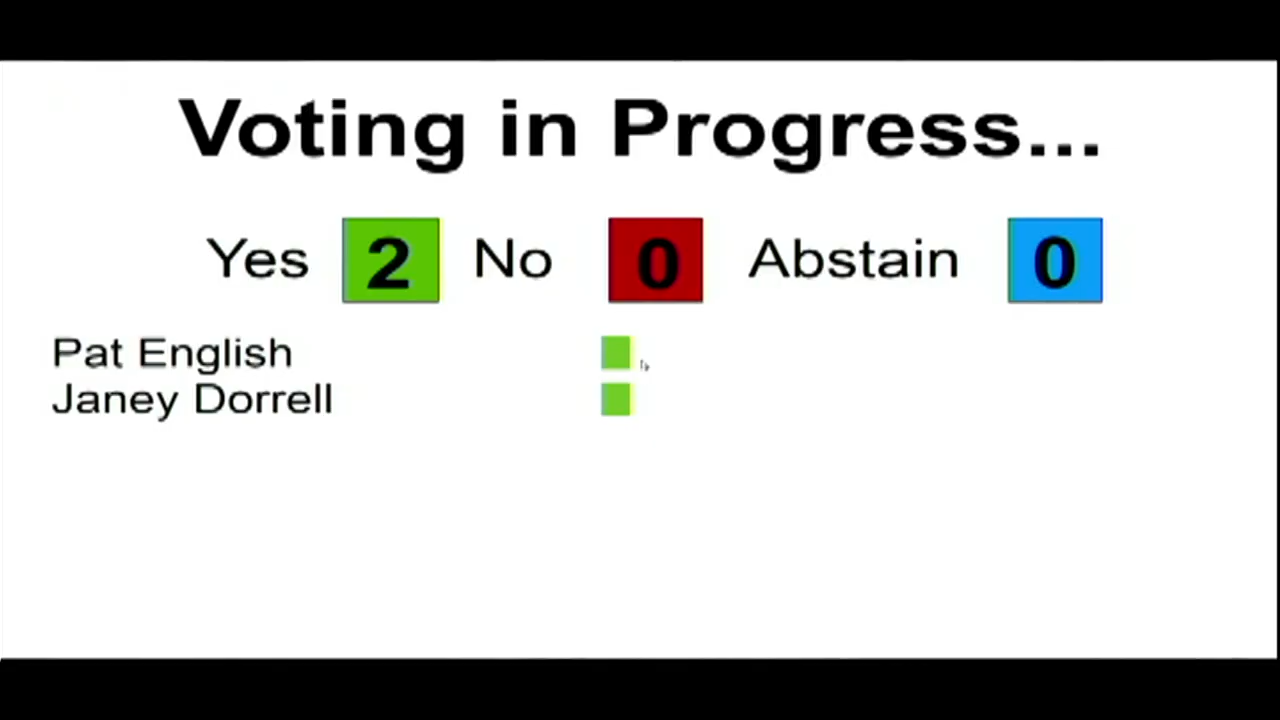 Voting in Progress...
Yes 2 No 0 Abstain 0
Pat English
Janey Dorrell